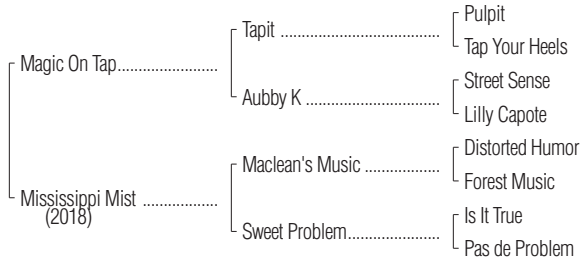 Pulpit
Tapit ..............................
Tap Your Heels
Magic On Tap.......................
Street Sense
Aubby K .........................
Lilly Capote
Distorted Humor
Maclean's Music ..................
Forest Music
Mississippi Mist .................
(2018)
Is It True
Sweet Problem......................
Pas de Problem